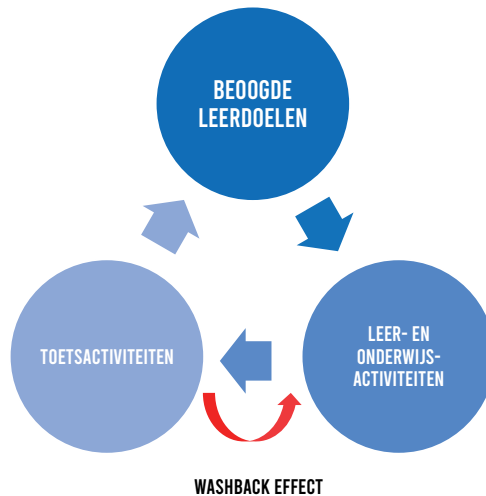 BEOOGDE
LEERDOELEN
TOETSACTIVITEITEN
LEER- EN
ONDERWIJS-
ACTIVITEITEN
WASHBACK EFFECT